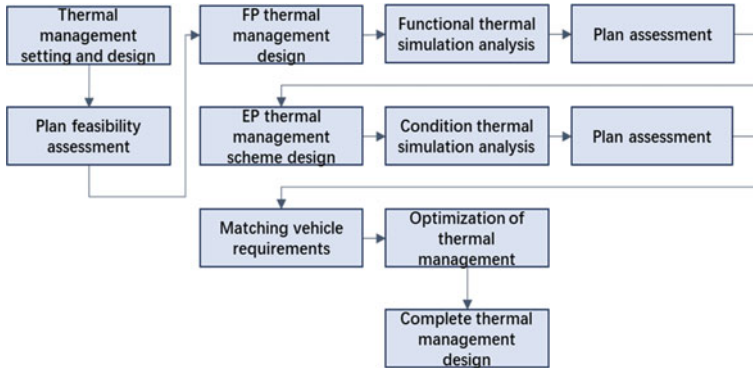 Thermal
management
setting and design
Plan feasibility
assessment
FP thermal
management
design
Functional thermal
simulation analysis
Plan assessment
EP thermal
management
scheme design
Condition thermal
simulation analysis
Plan assessment
Matching vehicle
requirements
Optimization of
thermal
management
Complete thermal
management
design